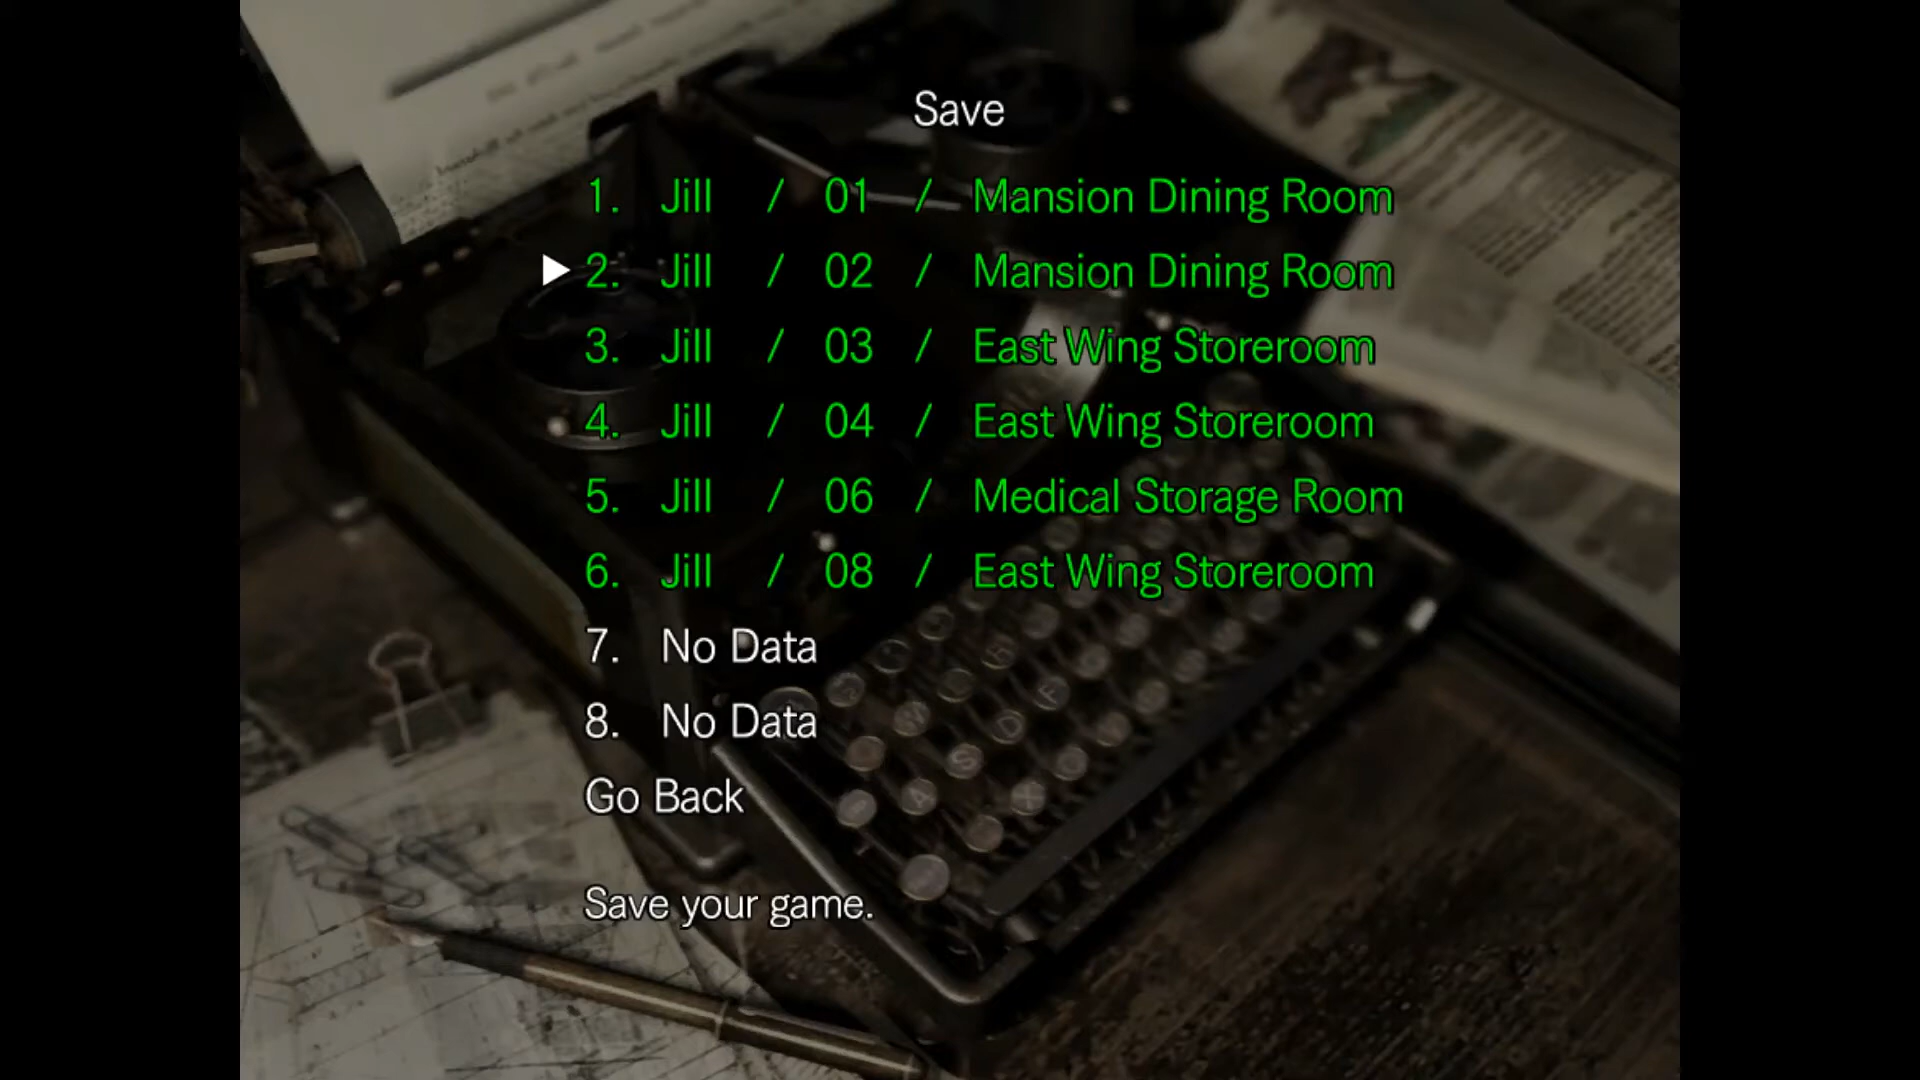 Save
1. Jill / 01 / Mansion Dining Room
2. Jill / 02 / Mansion Dining Room
3. Jill / 03 / East Wing Storeroom
4. Jill / 04 / East Wing Storeroom
5. Jill / 06 / Medical Storage Room
6. Jill / 08 / East Wing Storeroom
7. No Data
8. No Data
Go Back
Save your game.